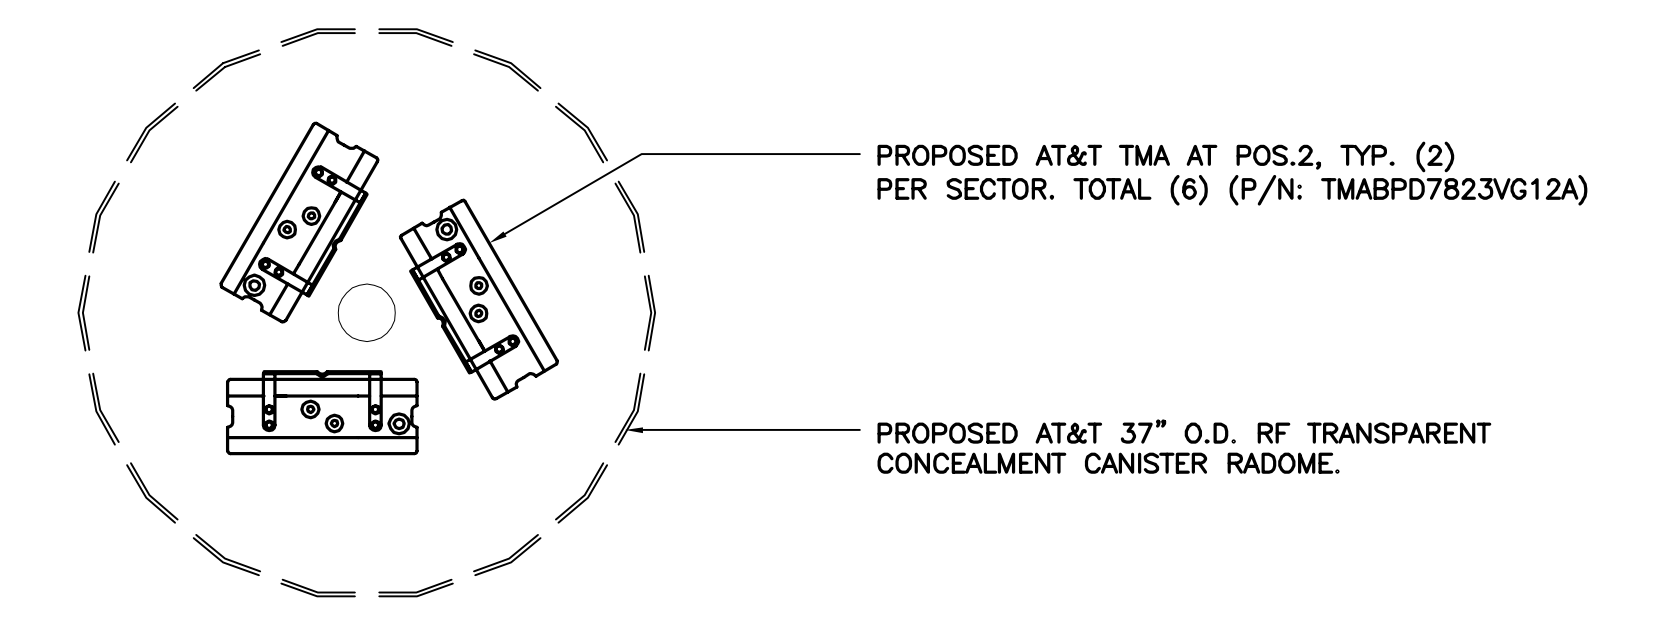 PROPOSED AT&T TMA AT POS.2, TYP. (2)
PER SECTOR. TOTAL (6) (P/N: TMABPD7823VG12A)
PROPOSED AT&T 37” O.D. RF TRANSPARENT
CONCEALMENT CANISTER RADOME.